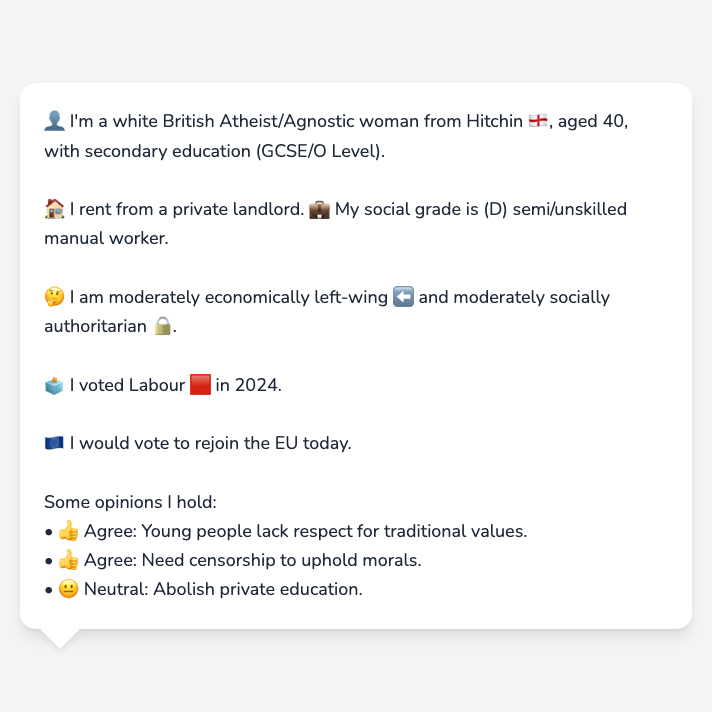 👤 I'm a white British Atheist/Agnostic woman from Hitchin 🏴󠁧󠁢󠁥󠁮󠁧󠁿, aged 40,
with secondary education (GCSE/O Level).
🏠 I rent from a private landlord. 💼 My social grade is (D) semi/unskilled
manual worker.
🤔 I am moderately economically left-wing ⬅️ and moderately socially
authoritarian 🔒.
🗳️ I voted Labour 🟥 in 2024.
🇪🇺 I would vote to rejoin the EU today.
Some opinions I hold:
• 👍 Agree: Young people lack respect for traditional values.
• 👍 Agree: Need censorship to uphold morals.
• 😐 Neutral: Abolish private education.